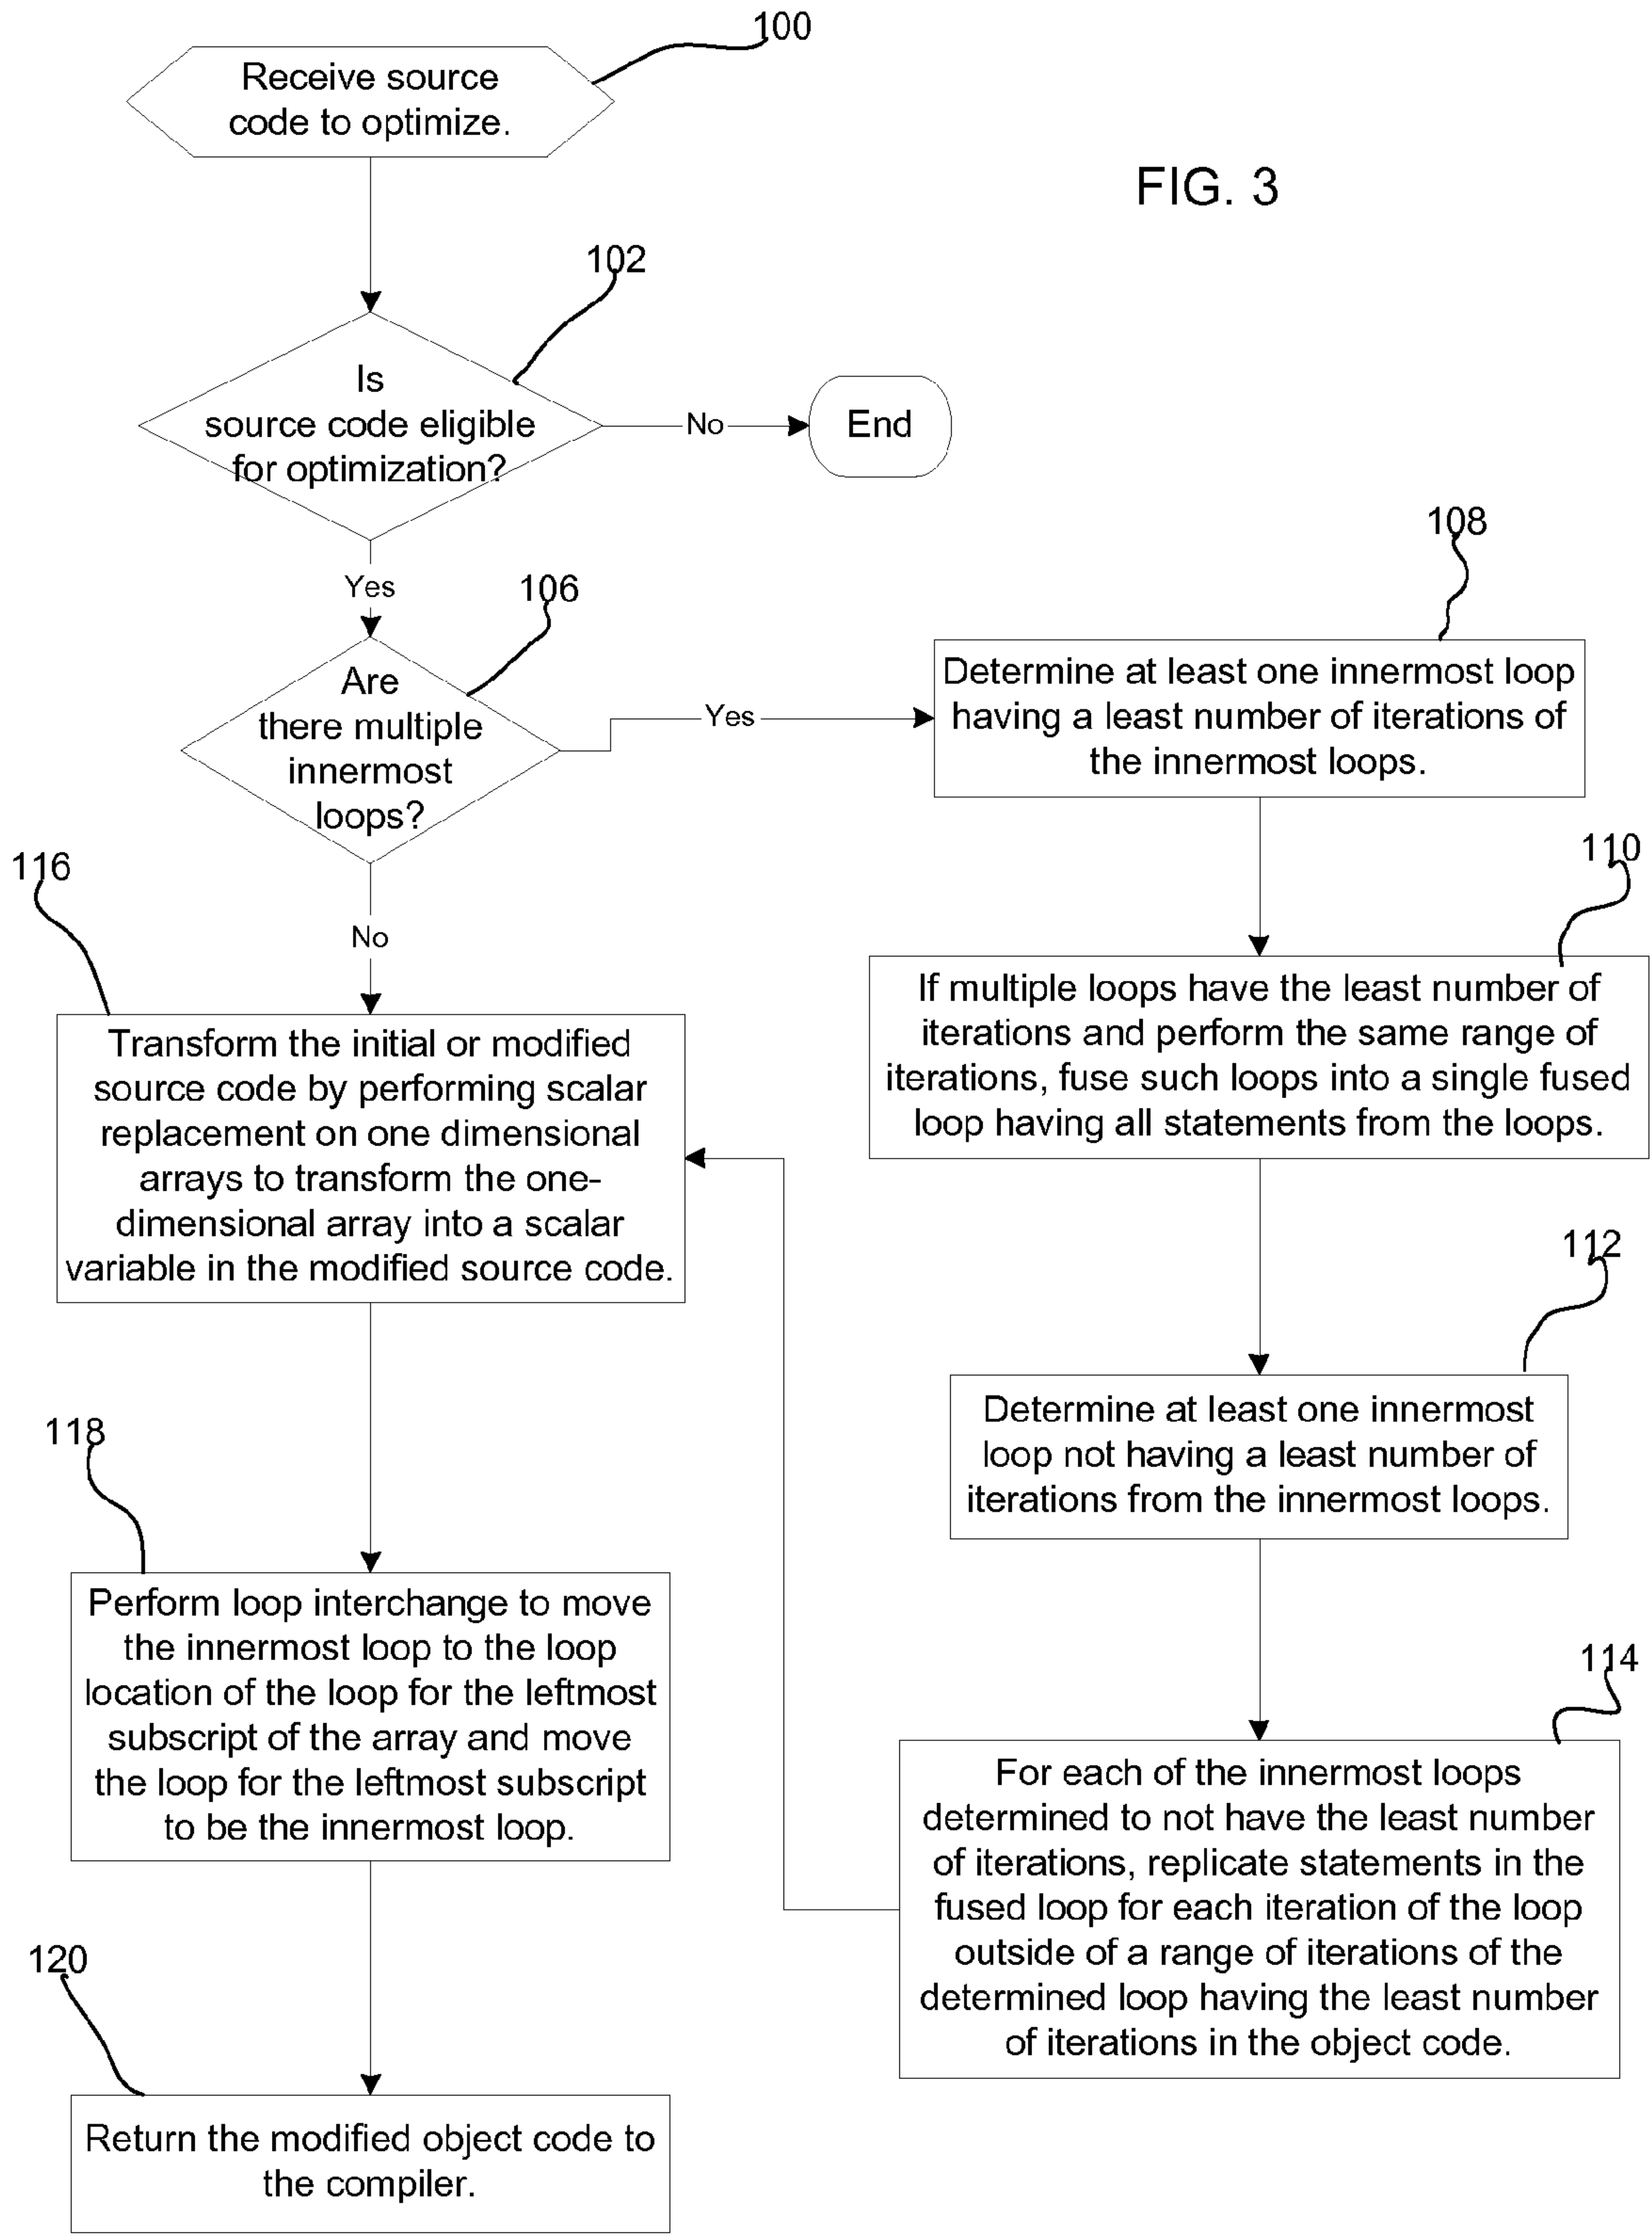 100
Receive source
code to optimize.
FIG. 3
102
Is
source code eligible
for optimization?
No
End
Yes
106
Are
there multiple
innermost
loops?
Yes
108
Determine at least one innermost loop
having a least number of iterations of
the innermost loops.
110
If multiple loops have the least number of
iterations and perform the same range of
iterations, fuse such loops into a single fused
loop having all statements from the loops.
112
Determine at least one innermost
loop not having a least number of
iterations from the innermost loops.
114
For each of the innermost loops
determined to not have the least number
of iterations, replicate statements in the
fused loop for each iteration of the loop
outside of a range of iterations of the
determined loop having the least number
of iterations in the object code.
No
116
Transform the initial or modified
source code by performing scalar
replacement on one dimensional
arrays to transform the one-
dimensional array into a scalar
variable in the modified source code.
118
Perform loop interchange to move
the innermost loop to the loop
location of the loop for the leftmost
subscript of the array and move
the loop for the leftmost subscript
to be the innermost loop.
120
Return the modified object code to
the compiler.